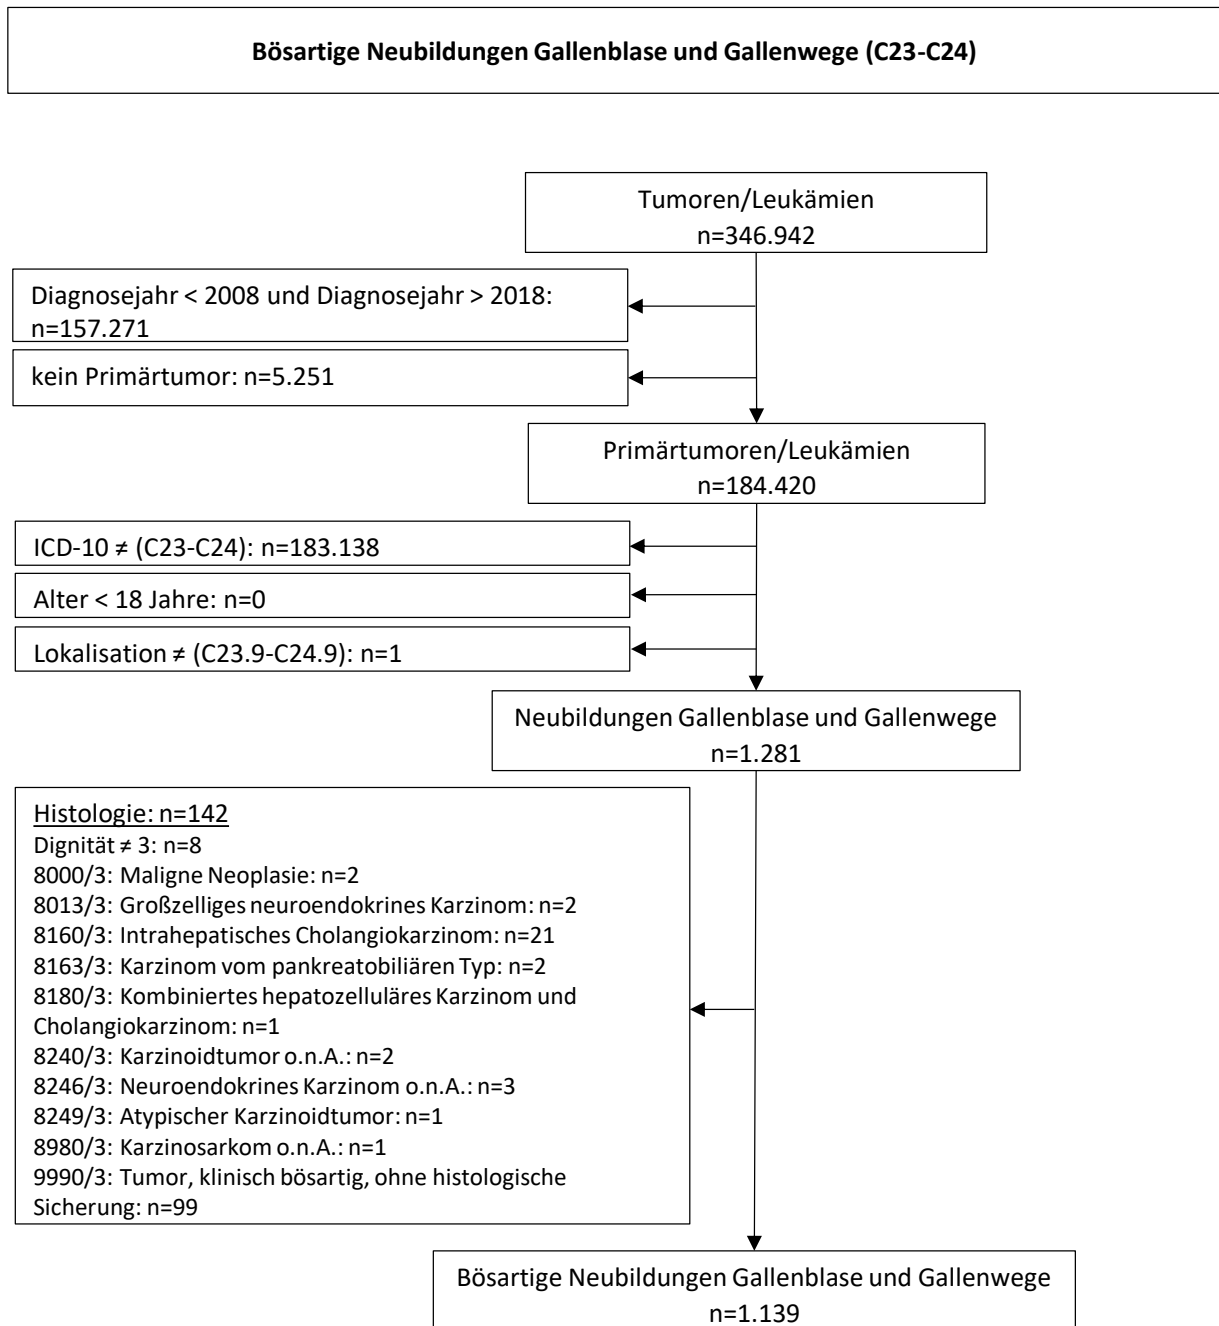 Bösartige Neubildungen Gallenblase und Gallenwege (C23-C24)
Tumoren/Leukämien
n=346.942
Diagnosejahr < 2008 und Diagnosejahr > 2018:
n=157.271
kein Primärtumor: n=5.251
Primärtumoren/Leukämien
n=184.420
ICD-10 ≠ (C23-C24): n=183.138
Alter < 18 Jahre: n=0
Lokalisation ≠ (C23.9-C24.9): n=1
Neubildungen Gallenblase und Gallenwege
n=1.281
Histologie: n=142
Dignität ≠ 3: n=8
8000/3: Maligne Neoplasie: n=2
8013/3: Großzelliges neuroendokrines Karzinom: n=2
8160/3: Intrahepatisches Cholangiokarzinom: n=21
8163/3: Karzinom vom pankreatobiliären Typ: n=2
8180/3: Kombiniertes hepatozelluläres Karzinom und
Cholangiokarzinom: n=1
8240/3: Karzinoidtumor o.n.A.: n=2
8246/3: Neuroendokrines Karzinom o.n.A.: n=3
8249/3: Atypischer Karzinoidtumor: n=1
8980/3: Karzinosarkom o.n.A.: n=1
9990/3: Tumor, klinisch bösartig, ohne histologische
Sicherung: n=99
Bösartige Neubildungen Gallenblase und Gallenwege
n=1.139